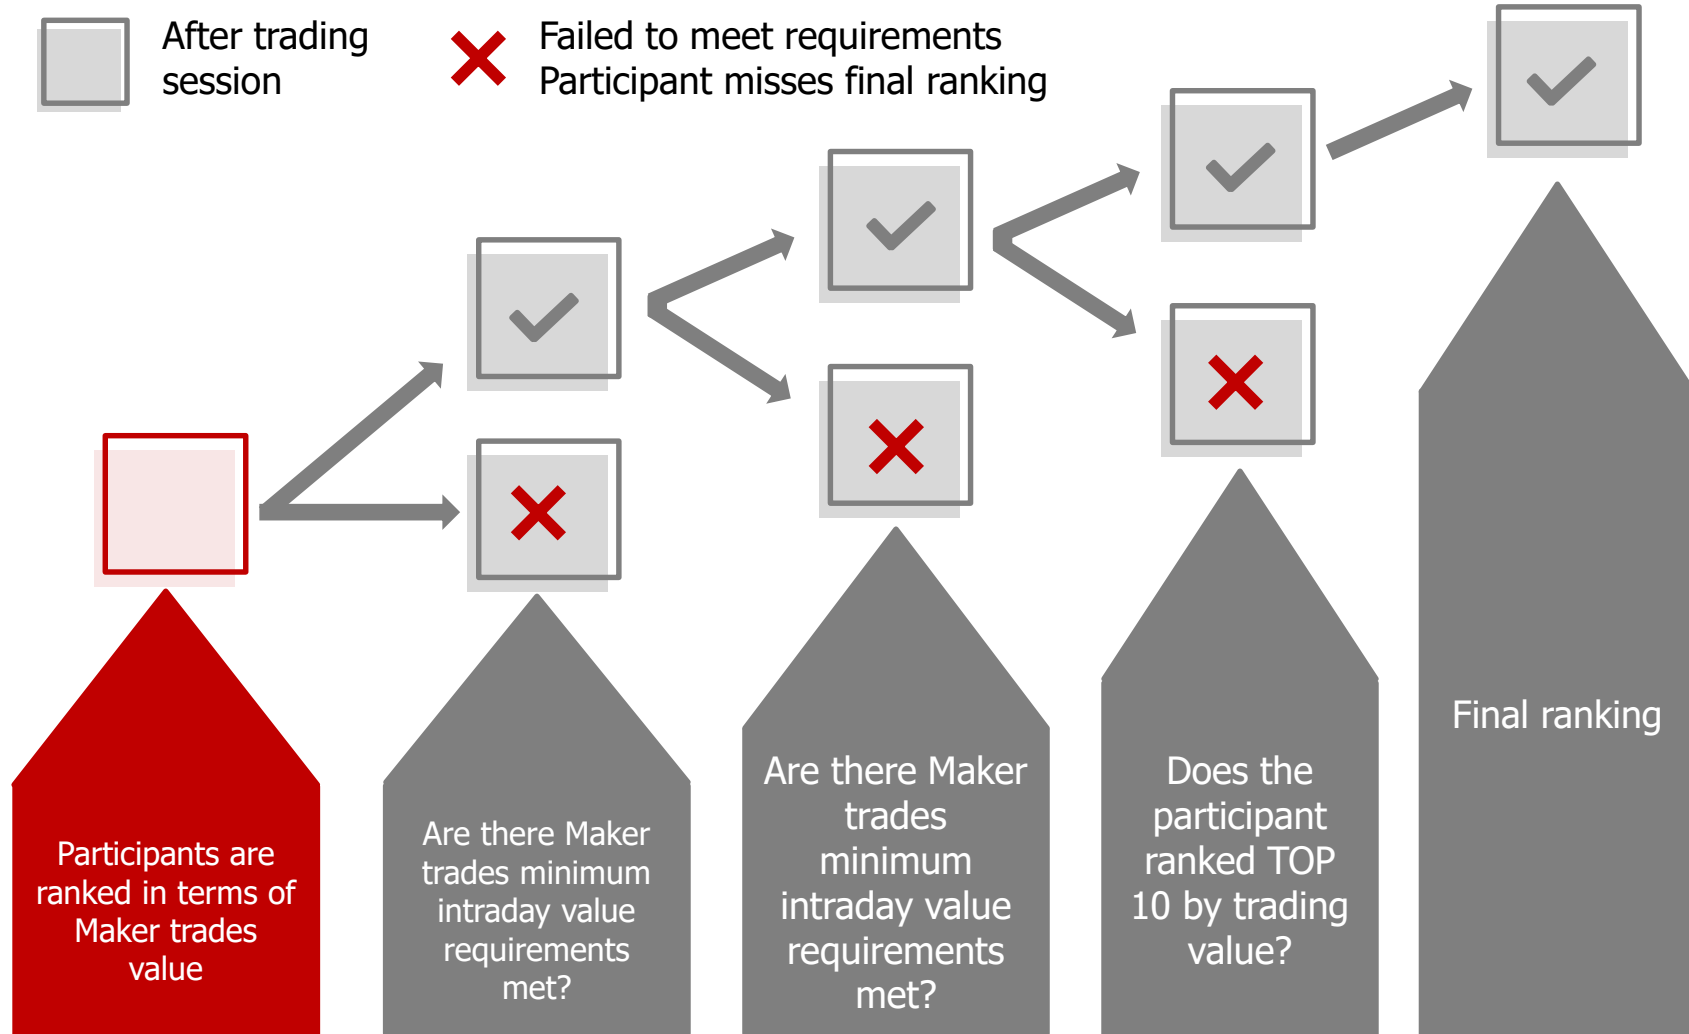 After trading
session
Failed to meet requirements
Participant misses final ranking
Participants are
ranked in terms of
Maker trades
value
Are there Maker
trades minimum
intraday value
requirements
met?
Are there Maker
trades
minimum
intraday value
requirements
met?
Does the
participant
ranked TOP
10 by trading
value?
Final ranking